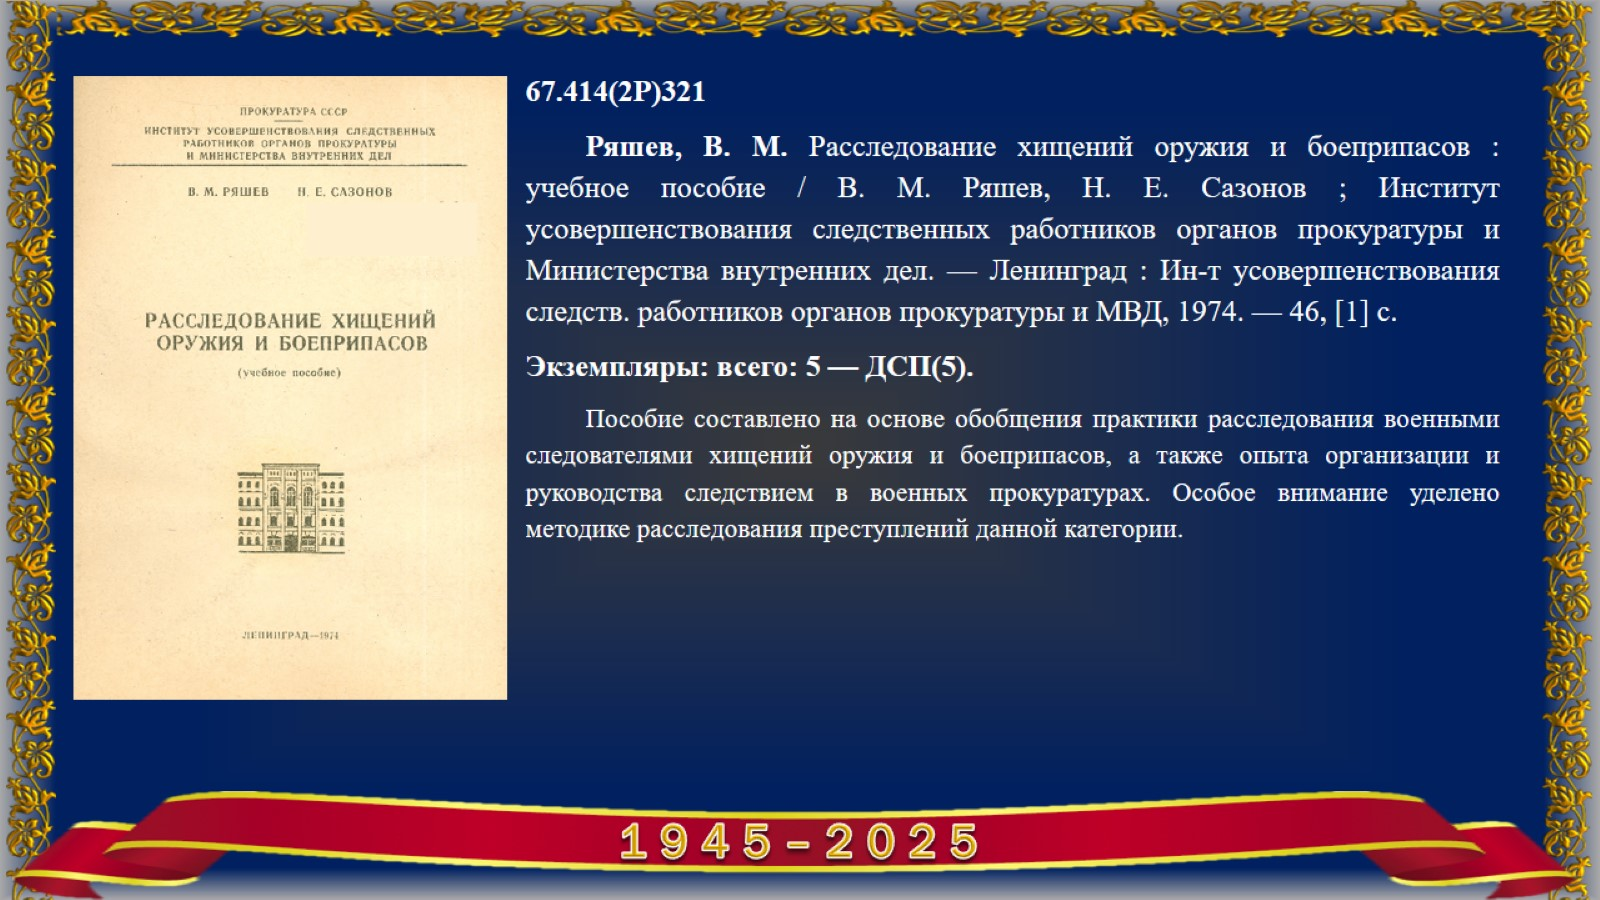 ПРОКУРАТУРА СССР
ИНСТИТУТ УСОВЕРШЕНСТВОВАНИЯ СЛЕДСТВЕННЫХ
РАБОТНИКОВ ОРГАНОВ ПРОКУРАТУРЫ
И МИНИСТЕРСТВА ВНУТРЕННИХ ДЕЛ
В. М. РЯШЕВ Н. Е. САЗОНОВ
РАССЛЕДОВАНИЕ ХИЩЕНИЙ
ОРУЖИЯ И БОЕПРИПАСОВ
(учебное пособие)
ЛЕНИНГРАД—1974
67.414(2Р)321
Ряшев, В. М. Расследование хищений оружия и боеприпасов :
учебное пособие / В. М. Ряшев, Н. Е. Сазонов ; Институт
усовершенствования следственных работников органов прокуратуры и
Министерства внутренних дел. — Ленинград : Ин-т усовершенствования
следств. работников органов прокуратуры и МВД, 1974. — 46, [1] с.
Экземпляры: всего: 5 — ДСП(5).
Пособие составлено на основе обобщения практики расследования военными
следователями хищений оружия и боеприпасов, а также опыта организации и
руководства следствием в военных прокуратурах. Особое внимание уделено
методике расследования преступлений данной категории.
1945–2025